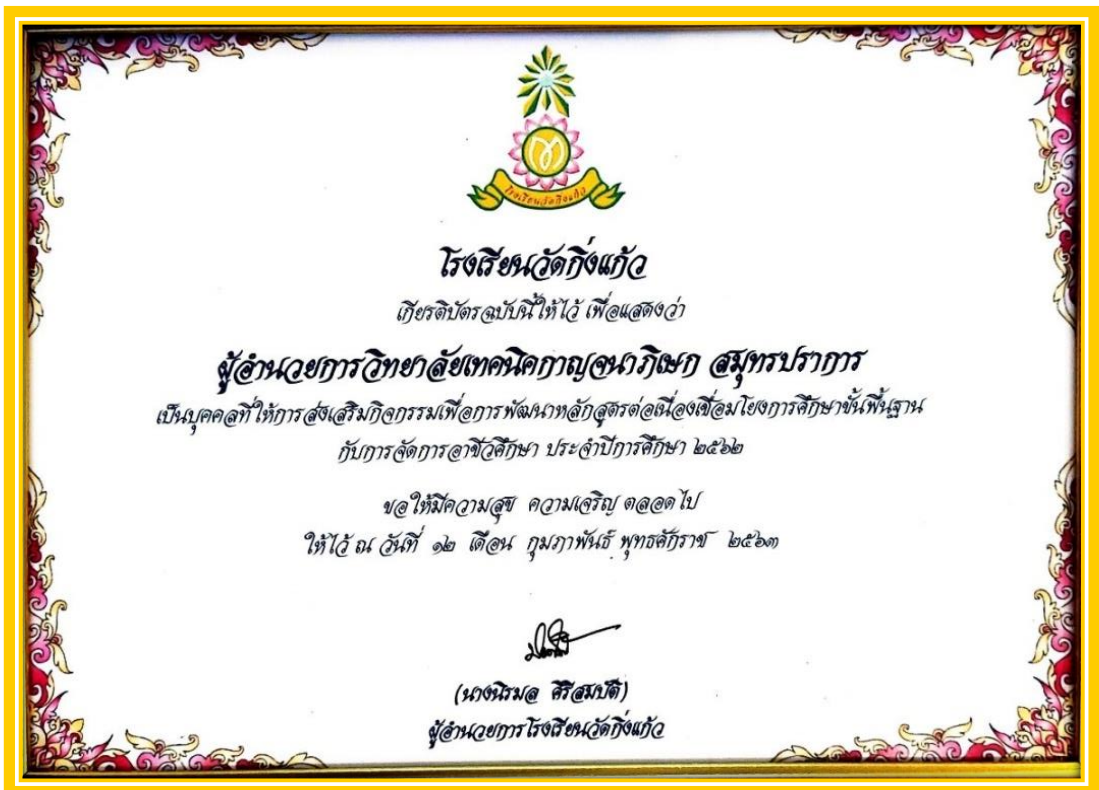 โรงเรียนวัดกิ่งแก้ว
โรงเรียนวัดกิ่งแก้ว
เกียรติบัตรฉบับนี้ให้ไว้ เพื่อแสดงว่า
ผู้อำนวยการวิทยาลัยเทคนิคกาญจนาภิเษก สมุทรปราการ
เป็นบุคคลที่ให้การส่งเสริมกิจกรรมเพื่อการพัฒนาหลักสูตรต่อเนื่องเชื่อมโยงการศึกษาขั้นพื้นฐาน
กับการจัดการอาชีวศึกษา ประจำปีการศึกษา ๒๕๖๒
ขอให้มีความสุข ความเจริญ ตลอดไป
ให้ไว้ ณ วันที่ ๑๒ เดือน กุมภาพันธ์ พุทธศักราช ๒๕๖๓
(นางนิรมล ศิริสมบัติ)
ผู้อำนวยการโรงเรียนวัดกิ่งแก้ว